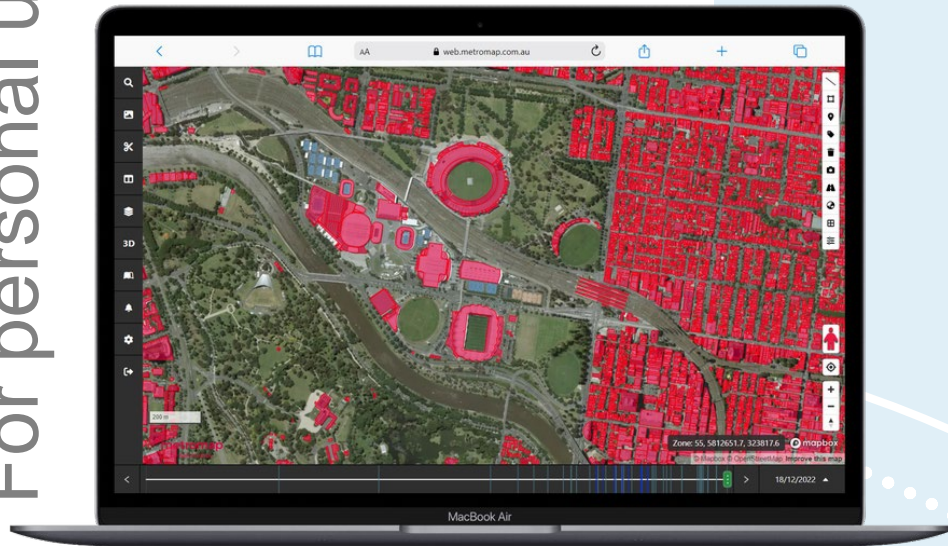 For personal u
AA
web.metromap.com.au
3D
200 m
metromap
Zone: 55, 5812651.7, 323817.6
mapbox
© Mapbox © OpenStreetMap Improve this map
18/12/2022
MacBook Air